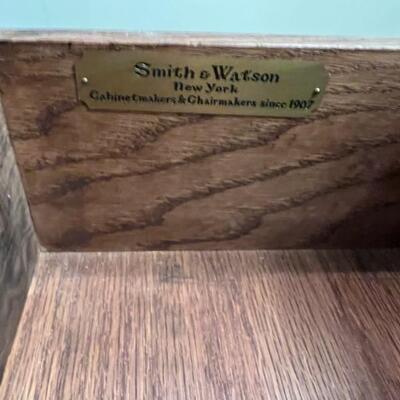 Smith & Watson
New York
Cabinetmakers & Chairmakers since 1907